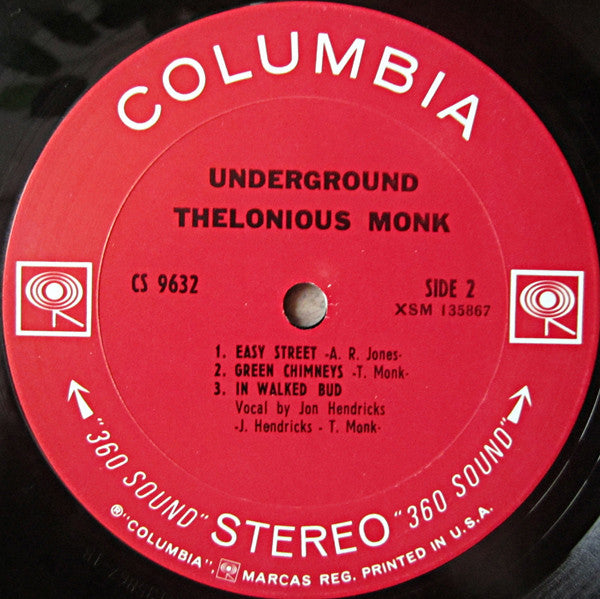 COLUMBIA
UNDERGROUND
THELONIOUS MONK
CS 9632
SIDE 2
XSM 135867
1. EASY STREET -A. R. Jones-
2. GREEN CHIMNEYS -T. Monk-
3. IN WALKED BUD
Vocal by Jon Hendricks
-J. Hendricks - T. Monk-
"360 SOUND" STEREO "360 SOUND"
®"COLUMBIA", MARCAS REG. PRINTED IN U.S.A.